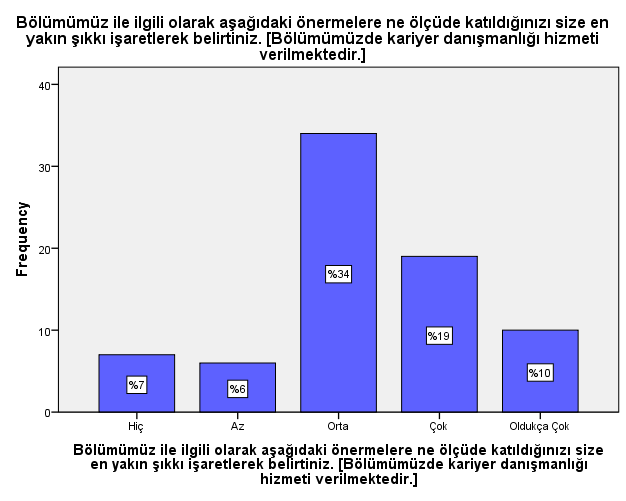 Bölümümüz ile ilgili olarak aşağıdaki önermelere ne ölçüde katıldığınızı size en
yakın şıkkı işaretlerek belirtiniz. [Bölümümüzde kariyer danışmanlığı hizmeti
verilmektedir.]
40
30
20
10
0
Frequency
%7
%6
%34
%19
%10
Hiç
Az
Orta
Çok
Oldukça Çok
Bölümümüz ile ilgili olarak aşağıdaki önermelere ne ölçüde katıldığınızı size
en yakın şıkkı işaretlerek belirtiniz. [Bölümümüzde kariyer danışmanlığı
hizmeti verilmektedir.]